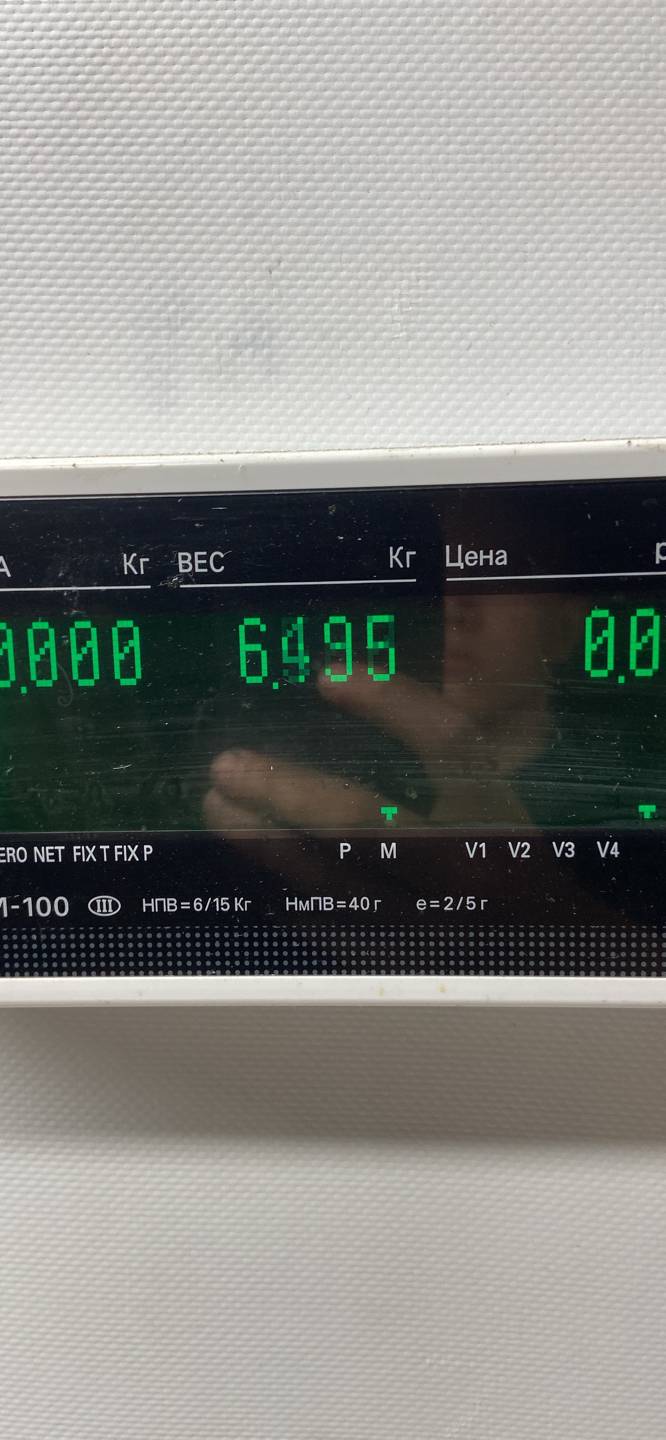 А Кг ВЕС Кг Цена р
0.000 6.495 0.0
ERO NET FIX T FIX P P M V1 V2 V3 V4
М-100 III НПВ=6/15 Кг НмПВ=40 г e=2/5 г